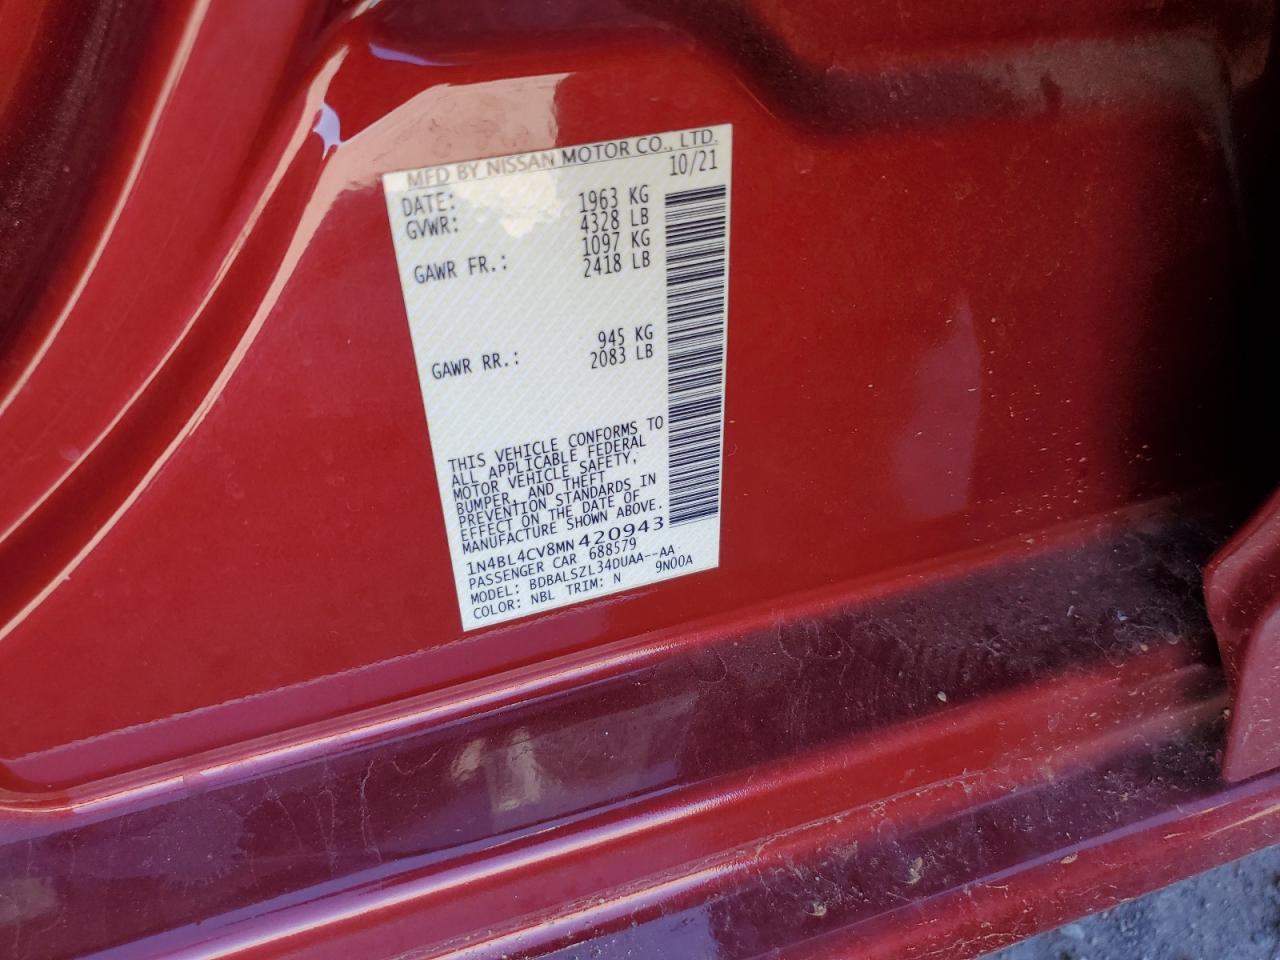 MFD BY NISSAN MOTOR CO., LTD.
DATE: 10/21
GVWR: 1963 KG
4328 LB
GAWR FR.: 1097 KG
2418 LB
GAWR RR.: 945 KG
2083 LB
THIS VEHICLE CONFORMS TO
ALL APPLICABLE FEDERAL
MOTOR VEHICLE SAFETY,
BUMPER, AND THEFT
PREVENTION STANDARDS IN
EFFECT ON THE DATE OF
MANUFACTURE SHOWN ABOVE.
1N4BL4CV8MN420943
PASSENGER CAR 688579
MODEL: BDBALSZL34DUAA--AA
COLOR: NBL TRIM: N 9N00A